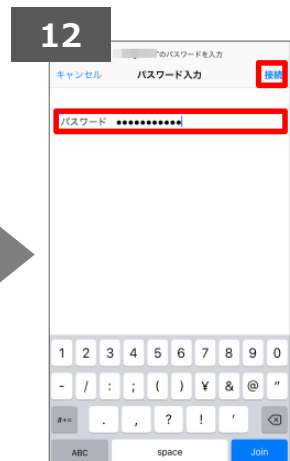 12
"のパスワードを入力
キャンセル パスワード入力 接続
パスワード ●●●●●●●●●●●
1 2 3 4 5 6 7 8 9 0
- / : ; ( ) ¥ & @ "
#+= . , ? ! '
ABC space Join